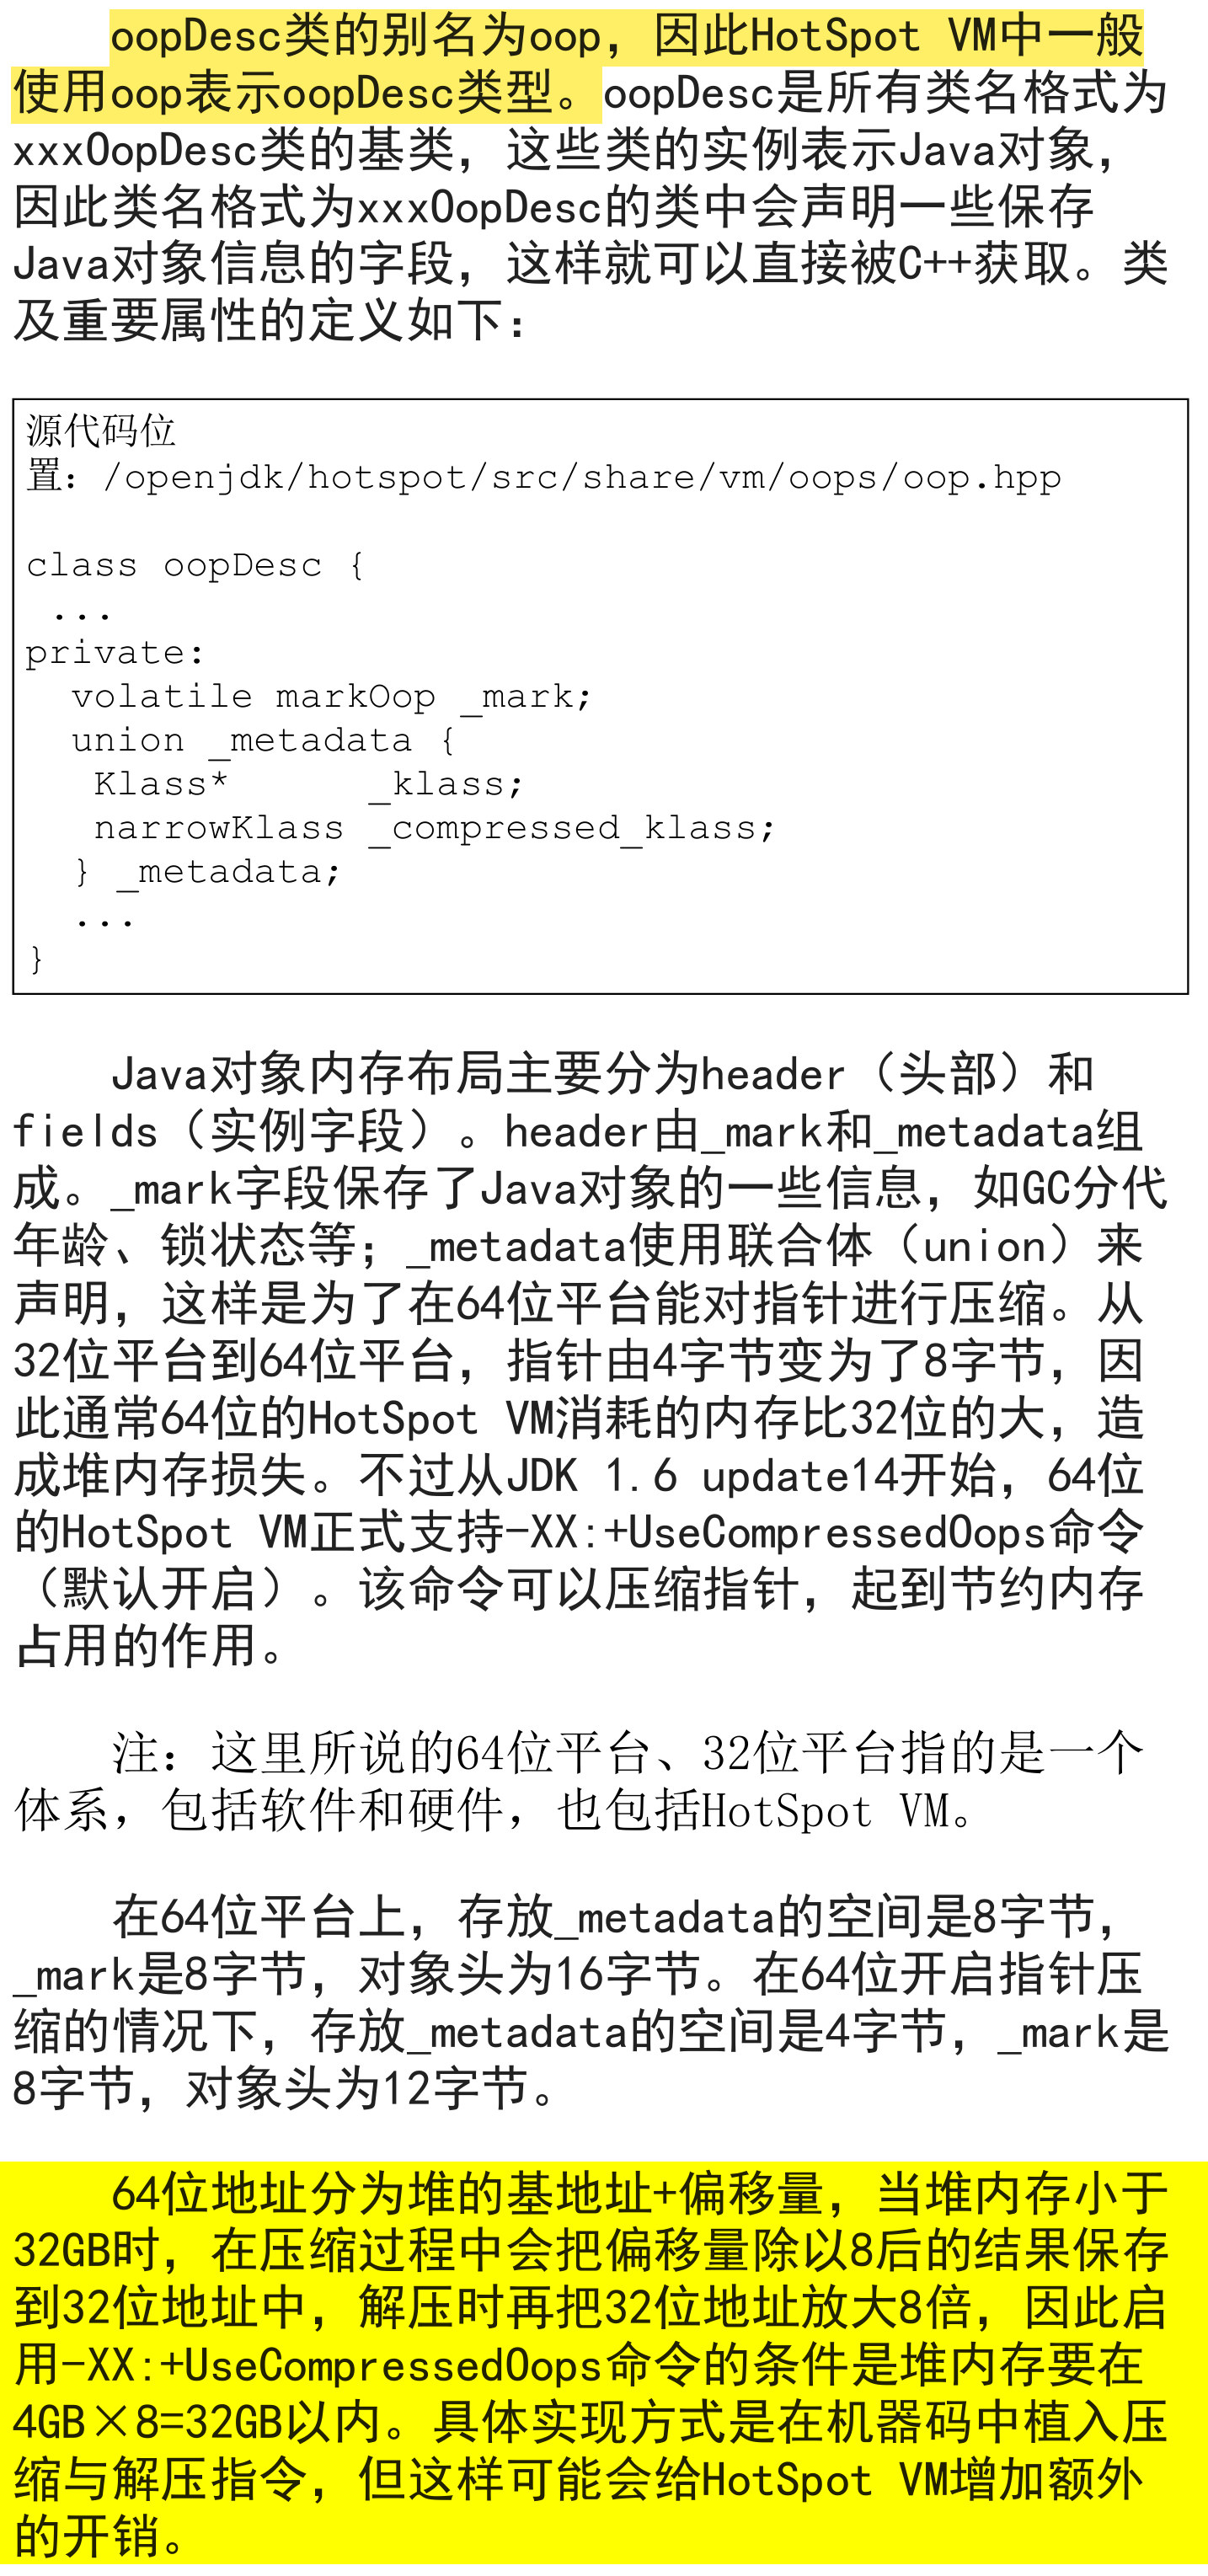 oopDesc类的别名为oop，因此HotSpot VM中一般
使用oop表示oopDesc类型。oopDesc是所有类名格式为
xxxOopDesc类的基类，这些类的实例表示Java对象，
因此类名格式为xxxOopDesc的类中会声明一些保存
Java对象信息的字段，这样就可以直接被C++获取。类
及重要属性的定义如下：
源代码位
置：/openjdk/hotspot/src/share/vm/oops/oop.hpp
class oopDesc {
 ...
private:
  volatile markOop _mark;
  union _metadata {
   Klass*      _klass;
   narrowKlass _compressed_klass;
  } _metadata;
  ...
}
Java对象内存布局主要分为header（头部）和
fields（实例字段）。header由_mark和_metadata组
成。_mark字段保存了Java对象的一些信息，如GC分代
年龄、锁状态等；_metadata使用联合体（union）来
声明，这样是为了在64位平台能对指针进行压缩。从
32位平台到64位平台，指针由4字节变为了8字节，因
此通常64位的HotSpot VM消耗的内存比32位的大，造
成堆内存损失。不过从JDK 1.6 update14开始，64位
的HotSpot VM正式支持-XX:+UseCompressedOops命令
（默认开启）。该命令可以压缩指针，起到节约内存
占用的作用。
注：这里所说的64位平台、32位平台指的是一个
体系，包括软件和硬件，也包括HotSpot VM。
在64位平台上，存放_metadata的空间是8字节，
_mark是8字节，对象头为16字节。在64位开启指针压
缩的情况下，存放_metadata的空间是4字节，_mark是
8字节，对象头为12字节。
64位地址分为堆的基地址+偏移量，当堆内存小于
32GB时，在压缩过程中会把偏移量除以8后的结果保存
到32位地址中，解压时再把32位地址放大8倍，因此启
用-XX:+UseCompressedOops命令的条件是堆内存要在
4GB×8=32GB以内。具体实现方式是在机器码中植入压
缩与解压指令，但这样可能会给HotSpot VM增加额外
的开销。